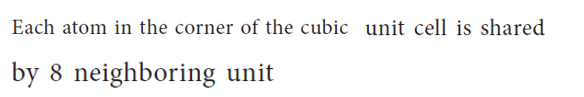 Each atom in the corner of the cubic unit cell is shared
by 8 neighboring unit